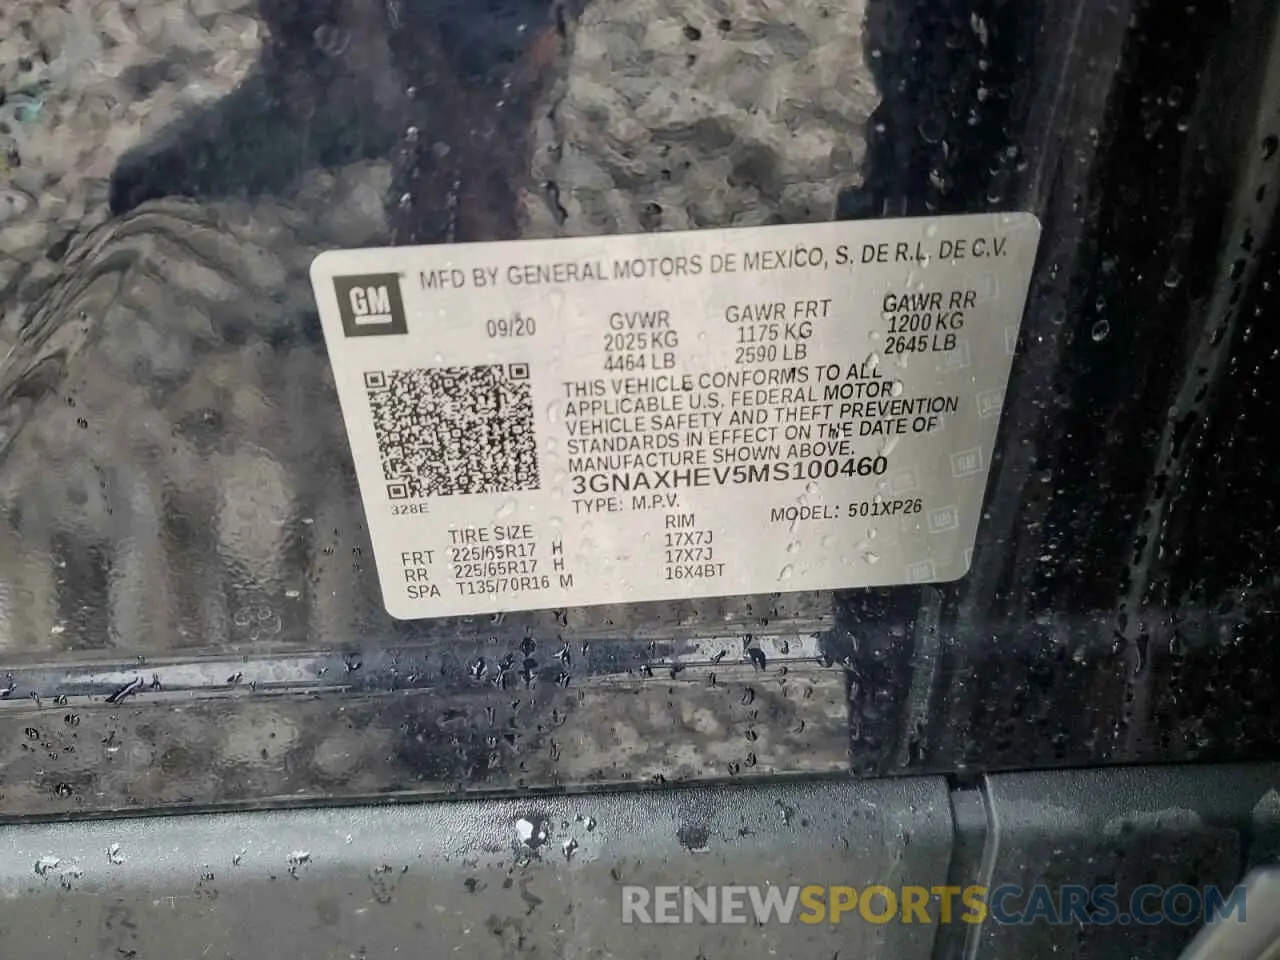 GM
MFD BY GENERAL MOTORS DE MEXICO, S. DE R.L. DE C.V.
09/20
GVWR GAWR FRT GAWR RR
2025 KG 1175 KG 1200 KG
4464 LB 2590 LB 2645 LB
THIS VEHICLE CONFORMS TO ALL
APPLICABLE U.S. FEDERAL MOTOR
VEHICLE SAFETY AND THEFT PREVENTION
STANDARDS IN EFFECT ON THE DATE OF
MANUFACTURE SHOWN ABOVE.
3GNAXHEV5MS100460
TYPE: M.P.V. MODEL: 501XP26
328E
TIRE SIZE RIM
FRT 225/65R17 H 17X7J
RR 225/65R17 H 17X7J
SPA T135/70R16 M 16X4BT
RENEWSPORTSCARS.COM